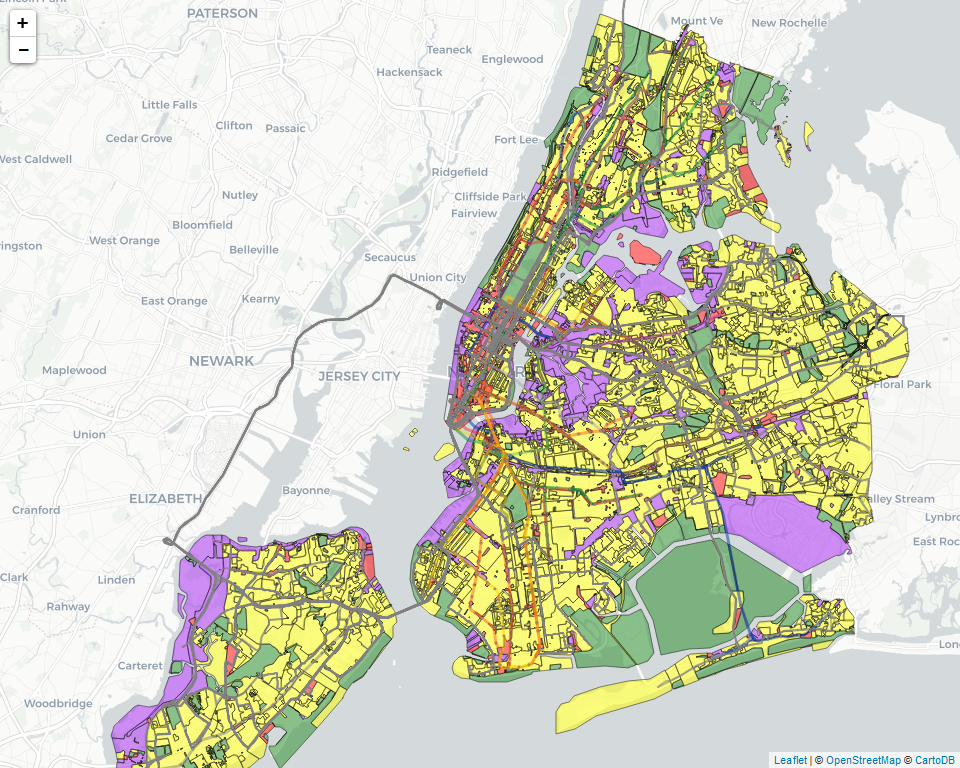 +
−
PATERSON
Mount Ve
New Rochelle
Teaneck
Englewood
Hackensack
Little Falls
Clifton
Passaic
Fort Lee
Cedar Grove
West Caldwell
Ridgefield
Nutley
Cliffside Park
Fairview
Bloomfield
West Orange
vingston
Belleville
Secaucus
Union City
East Orange
Kearny
NEWARK
Maplewood
JERSEY CITY
Floral Park
Union
ELIZABETH
Bayonne
Cranford
alley Stream
Lynbro
East Roc
Clark
Linden
Rahway
Carteret
Long
Woodbridge
Leaflet | © OpenStreetMap © CartoDB